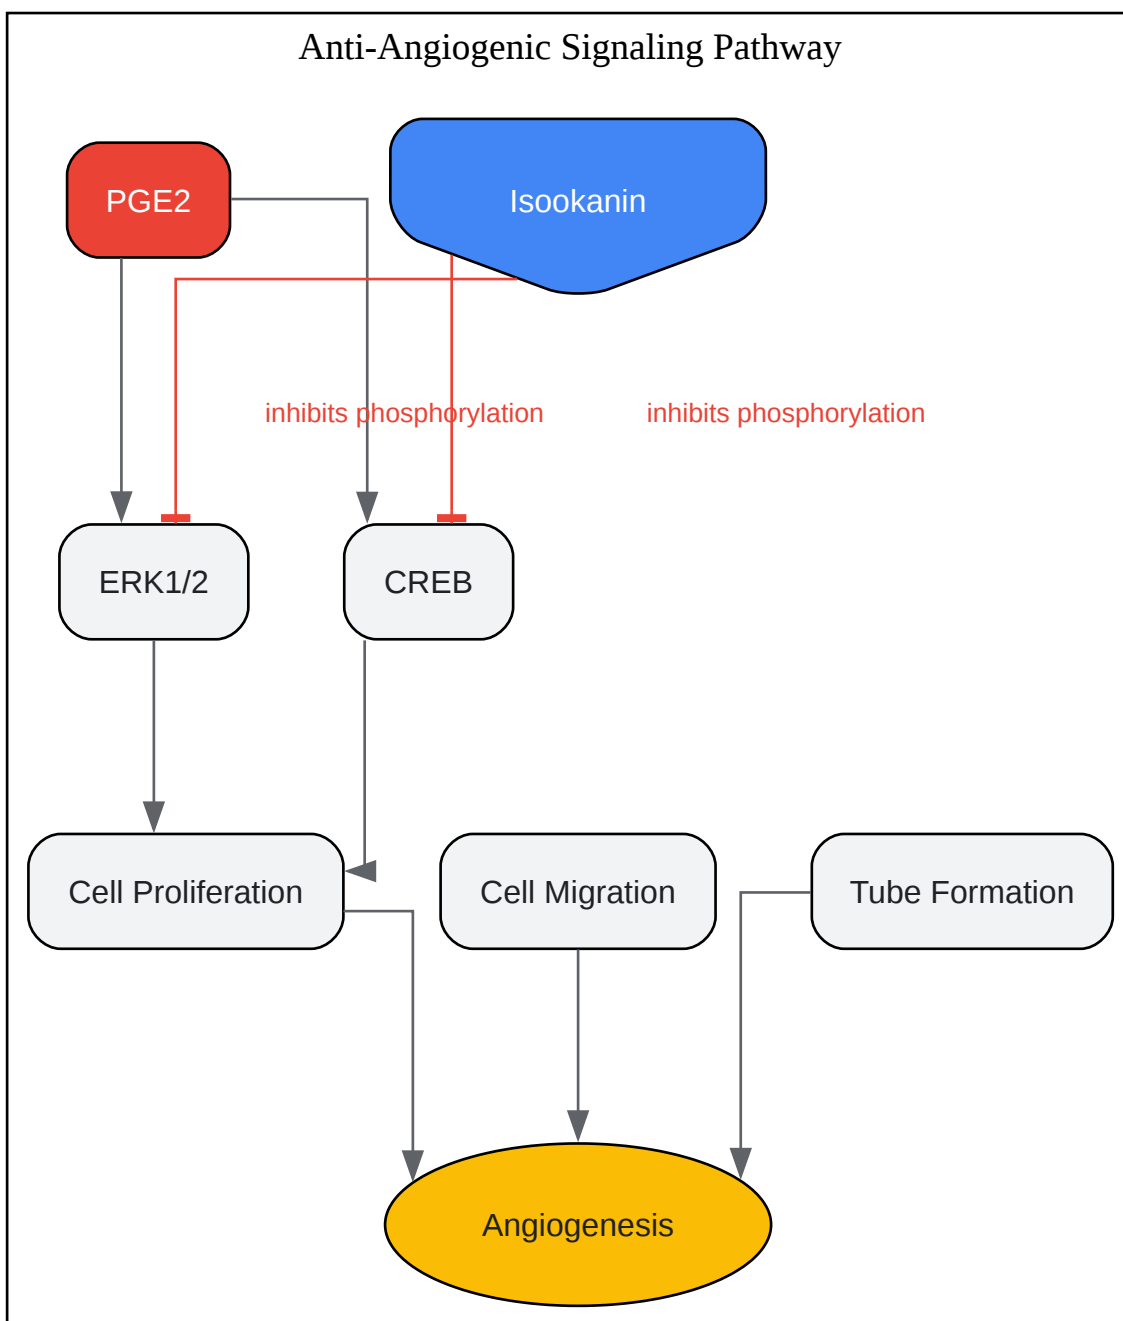 Anti-Angiogenic Signaling Pathway
PGE2
Isookanin
inhibits phosphorylation
inhibits phosphorylation
ERK1/2
CREB
Cell Proliferation
Cell Migration
Tube Formation
Angiogenesis